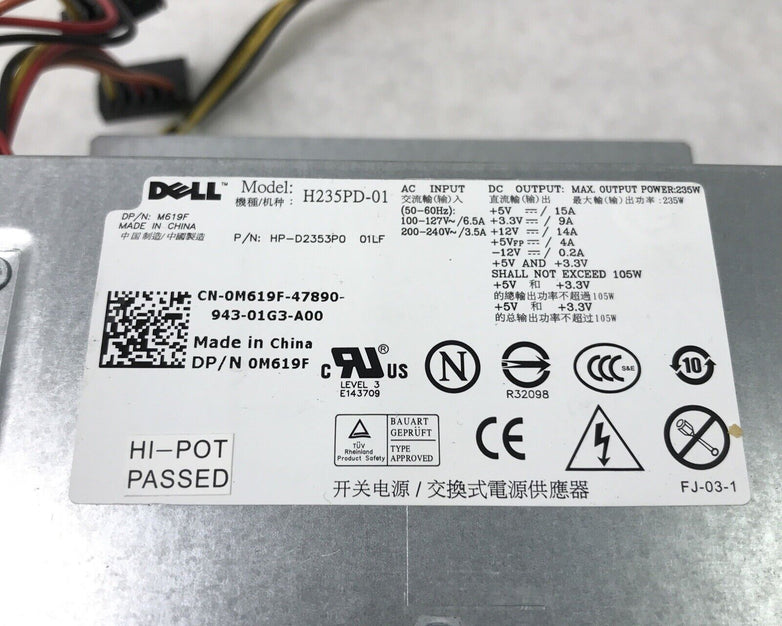 DELL™
Model:
機種/机种：
H235PD-01
DP/N: M619F
MADE IN CHINA
中国制造/中國製造
P/N: HP-D2353P0 01LF
AC INPUT
交流輸(输)入
(50-60Hz):
100-127V~/6.5A
200-240V~/3.5A
DC OUTPUT: MAX. OUTPUT POWER:235W
直流輸(输)出 最大輸(输)出功率:235W
+5V ⎓ / 15A
+3.3V ⎓ / 9A
+12V ⎓ / 14A
+5VFP ⎓ / 4A
-12V ⎓ / 0.2A
+5V AND +3.3V
SHALL NOT EXCEED 105W
+5V 和 +3.3V
的總輸出功率不超過105W
+5V 和 +3.3V
的总输出功率不超过105W
CN-0M619F-47890-
943-01G3-A00
Made in China
DP/N 0M619F
c RU® US
LEVEL 3
E143709
N
R32098
CCC S&E
10
TÜV
Rheinland
Product Safety
BAUART
GEPRÜFT
TYPE
APPROVED
CE
HI-POT
PASSED
开关电源 / 交換式電源供應器
FJ-03-1